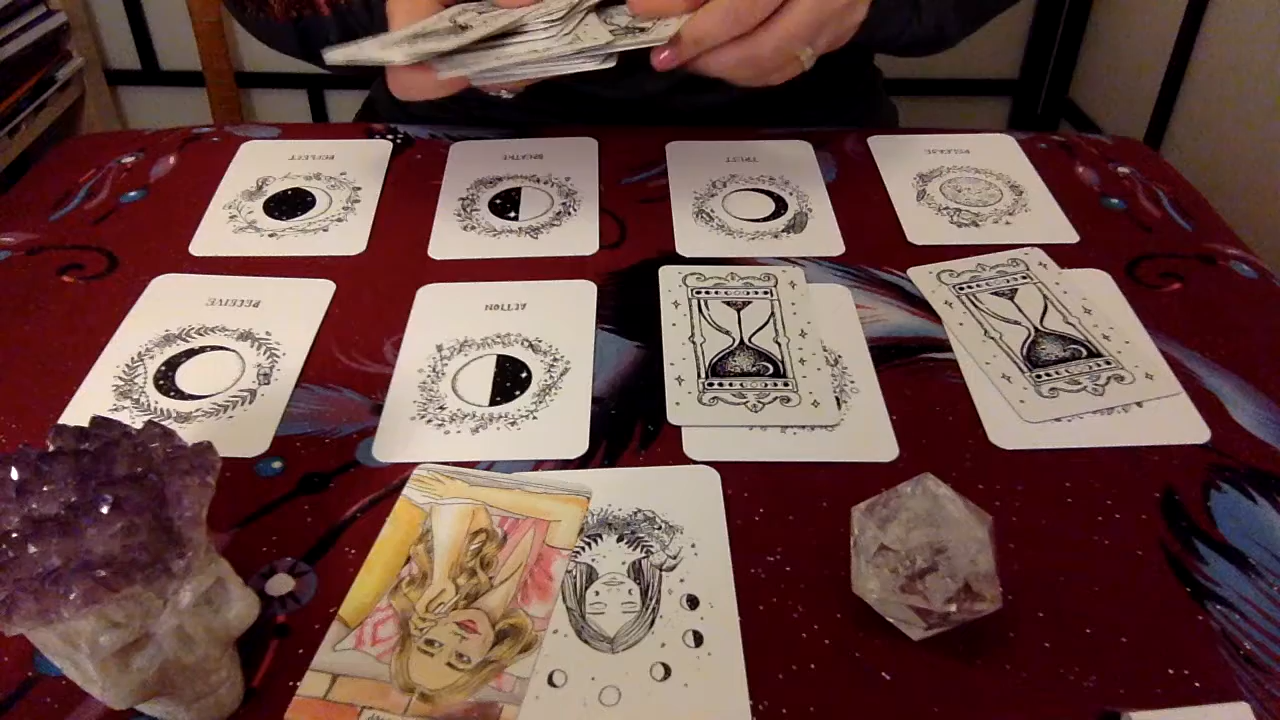 REFLECT
BREATHE
TRUST
RELEASE
RECEIVE
ACTION